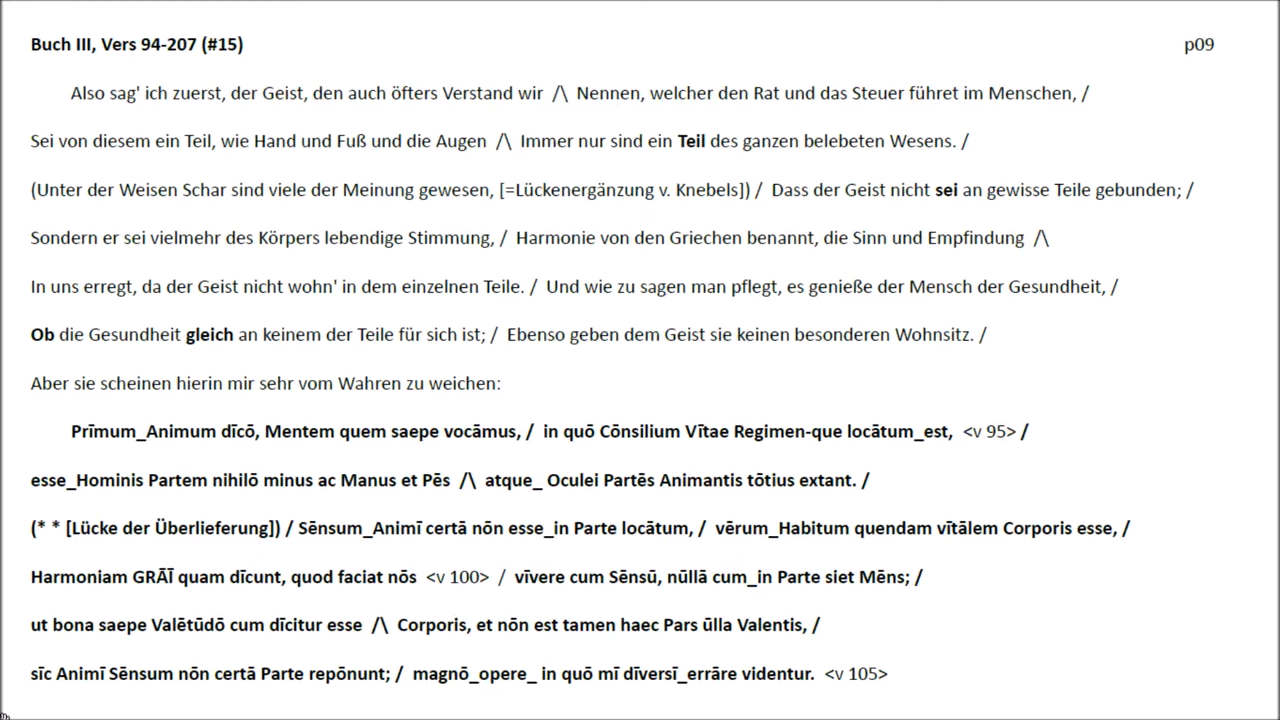 Buch III, Vers 94-207 (#15) p09
Also sag' ich zuerst, der Geist, den auch öfters Verstand wir /\ Nennen, welcher den Rat und das Steuer führet im Menschen, /
Sei von diesem ein Teil, wie Hand und Fuß und die Augen /\ Immer nur sind ein Teil des ganzen belebeten Wesens. /
(Unter der Weisen Schar sind viele der Meinung gewesen, [=Lückenergänzung v. Knebels]) / Dass der Geist nicht sei an gewisse Teile gebunden; /
Sondern er sei vielmehr des Körpers lebendige Stimmung, / Harmonie von den Griechen benannt, die Sinn und Empfindung /\
In uns erregt, da der Geist nicht wohn' in dem einzelnen Teile. / Und wie zu sagen man pflegt, es genieße der Mensch der Gesundheit, /
Ob die Gesundheit gleich an keinem der Teile für sich ist; / Ebenso geben dem Geist sie keinen besonderen Wohnsitz. /
Aber sie scheinen hierin mir sehr vom Wahren zu weichen:
Prīmum_Animum dīcō, Mentem quem saepe vocāmus, / in quō Cōnsilium Vītae Regimen-que locātum_est, <v 95> /
esse_Hominis Partem nihilō minus ac Manus et Pēs /\ atque_ Oculei Partēs Animantis tōtius extant. /
(* * [Lücke der Überlieferung]) / Sēnsum_Animī certā nōn esse_in Parte locātum, / vērum_Habitum quendam vītālem Corporis esse, /
Harmoniam GRĀĪ quam dīcunt, quod faciat nōs <v 100> / vīvere cum Sēnsū, nūllā cum_in Parte siet Mēns; /
ut bona saepe Valētūdō cum dīcitur esse /\ Corporis, et nōn est tamen haec Pars ūlla Valentis, /
sīc Animī Sēnsum nōn certā Parte repōnunt; / magnō_opere_ in quō mī dīversī_errāre videntur. <v 105>